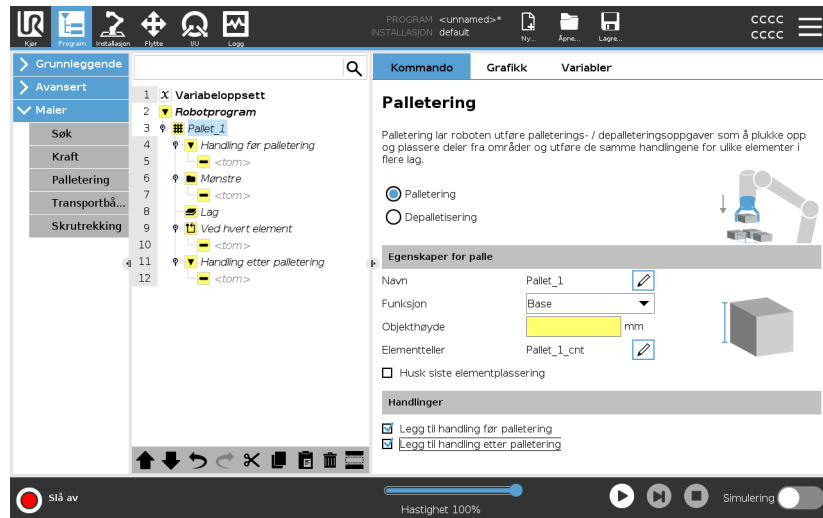 PROGRAM <unnamed>*
INSTALLASJON default
cccc
cccc
Kjør
Program
Installasjon
Flytte
I/U
Logg
Ny...
Åpne...
Lagre...
Grunnleggende
Avansert
Maler
Søk
Kraft
Palletering
Transportbå...
Skrutrekking
1 X Variabeloppsett
2 Robotprogram
3 Pallet_1
4 Handling før palletering
5 <tom>
6 Mønstre
7 <tom>
8 Lag
9 Ved hvert element
10 <tom>
11 Handling etter palletering
12 <tom>
Kommando
Grafikk
Variabler
Palletering
Palletering lar roboten utføre palleterings- / depalleteringsoppgaver som å plukke opp
og plassere deler fra områder og utføre de samme handlingene for ulike elementer i
flere lag.
Palletering
Depalletisering
Egenskaper for palle
Navn Pallet_1
Funksjon Base
Objekthøyde mm
Elementteller Pallet_1_cnt
Husk siste elementplassering
Handlinger
Legg til handling før palletering
Legg til handling etter palletering
Slå av
Hastighet 100%
Simulering